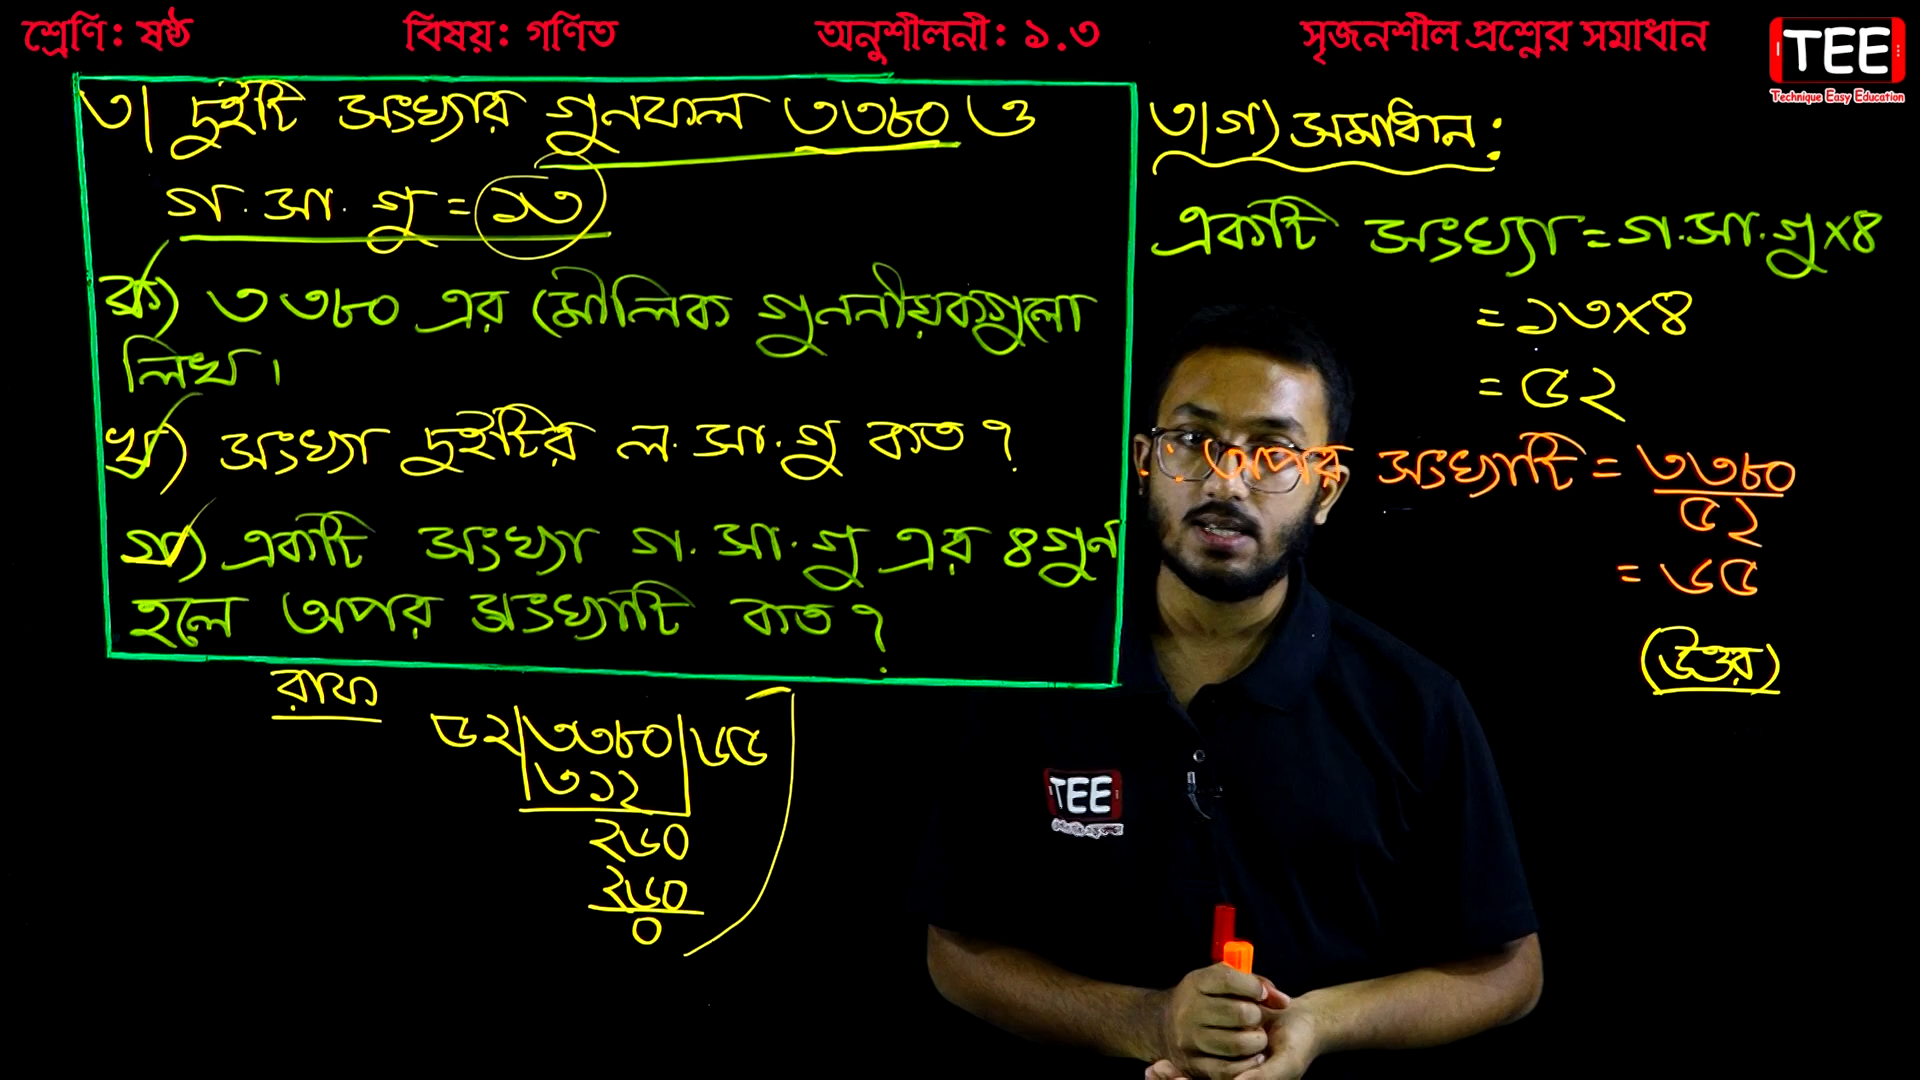 শ্রেণি: ষষ্ঠ বিষয়: গণিত অনুশীলনী: ১.৩ সৃজনশীল প্রশ্নের সমাধান
TEE
Technique Easy Education
৩| দুইটি সংখ্যার গুনফল ৩৩৮০ ও
গ.সা.গু = ১৩
ক) ৩৩৮০ এর মৌলিক গুননীয়কগুলো
লিখ।
খ) সংখ্যা দুইটির ল.সা.গু কত?
গ) একটি সংখ্যা গ.সা.গু এর ৪গুন
হলে অপর সংখ্যাটি কত?
রাফ
৫২|৩৩৮০|৬৫
৩১২
২৬০
২৬০
০
৩|গ) সমাধান:
একটি সংখ্যা = গ.সা.গু×৪
= ১৩×৪
= ৫২
∴ অপর সংখ্যাটি = ৩৩৮০
৫২
= ৬৫
(উত্তর)
TEE